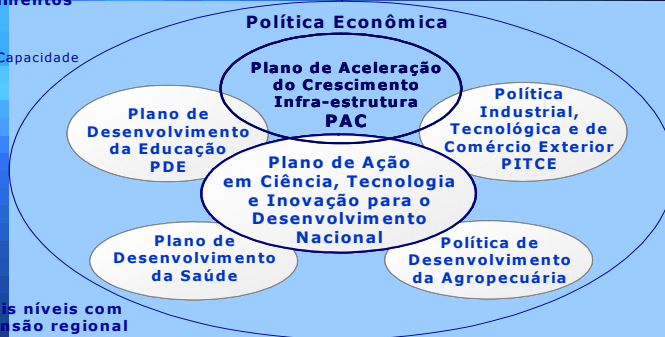 Política Econômica
Capacidade
Plano de Aceleração
do Crescimento
Infra-estrutura
PAC
Plano de
Desenvolvimento
da Educação
PDE
Política
Industrial,
Tecnológica e de
Comércio Exterior
PITCE
Plano de Ação
em Ciência, Tecnologia
e Inovação para o
Desenvolvimento
Nacional
Plano de
Desenvolvimento
da Saúde
Política de
Desenvolvimento
da Agropecuária
níveis com
regional